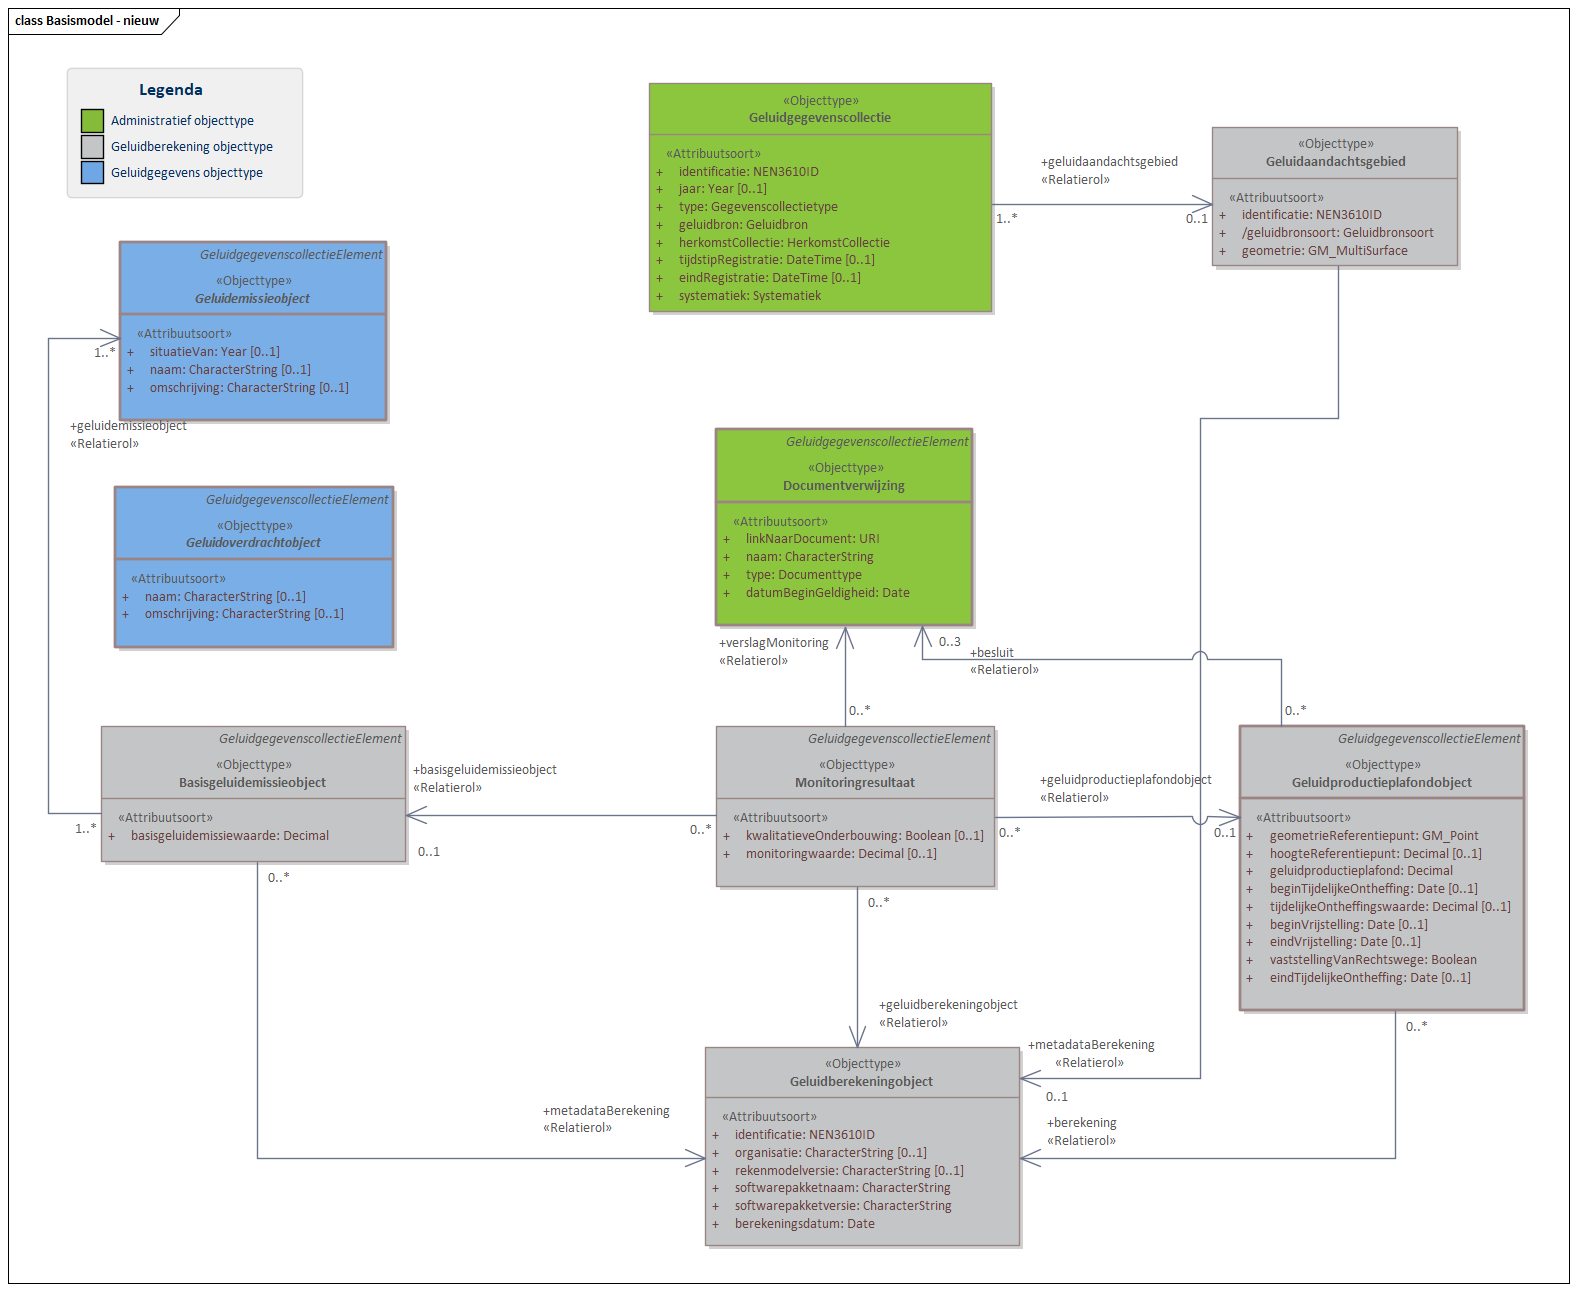 class Basismodel - nieuw
Legenda
Administratief objecttype
Geluidberekening objecttype
Geluidgegevens objecttype
«Objecttype»
Geluidgegevenscollectie
«Attribuutsoort»
+ identificatie: NEN3610ID
+ jaar: Year [0..1]
+ type: Gegevenscollectietype
+ geluidbron: Geluidbron
+ herkomstCollectie: HerkomstCollectie
+ tijdstipRegistratie: DateTime [0..1]
+ eindRegistratie: DateTime [0..1]
+ systematiek: Systematiek
+geluidaandachtsgebied
«Relatierol»
1..*
0..1
«Objecttype»
Geluidaandachtsgebied
«Attribuutsoort»
+ identificatie: NEN3610ID
+ /geluidbronsoort: Geluidbronsoort
+ geometrie: GM_MultiSurface
GeluidgegevenscollectieElement
«Objecttype»
Geluidemissieobject
«Attribuutsoort»
+ situatieVan: Year [0..1]
+ naam: CharacterString [0..1]
+ omschrijving: CharacterString [0..1]
1..*
+geluidemissieobject
«Relatierol»
GeluidgegevenscollectieElement
«Objecttype»
Geluidoverdrachtobject
«Attribuutsoort»
+ naam: CharacterString [0..1]
+ omschrijving: CharacterString [0..1]
GeluidgegevenscollectieElement
«Objecttype»
Documentverwijzing
«Attribuutsoort»
+ linkNaarDocument: URI
+ naam: CharacterString
+ type: Documenttype
+ datumBeginGeldigheid: Date
+verslagMonitoring
«Relatierol»
0..3
+besluit
«Relatierol»
0..*
0..*
GeluidgegevenscollectieElement
«Objecttype»
Basisgeluidemissieobject
«Attribuutsoort»
+ basisgeluidemissiewaarde: Decimal
1..*
0..*
+basisgeluidemissieobject
«Relatierol»
0..1
0..*
GeluidgegevenscollectieElement
«Objecttype»
Monitoringresultaat
«Attribuutsoort»
+ kwalitatieveOnderbouwing: Boolean [0..1]
+ monitoringwaarde: Decimal [0..1]
0..*
+geluidproductieplafondobject
«Relatierol»
0..*
0..1
GeluidgegevenscollectieElement
«Objecttype»
Geluidproductieplafondobject
«Attribuutsoort»
+ geometrieReferentiepunt: GM_Point
+ hoogteReferentiepunt: Decimal [0..1]
+ geluidproductieplafond: Decimal
+ beginTijdelijkeOntheffing: Date [0..1]
+ tijdelijkeOntheffingswaarde: Decimal [0..1]
+ beginVrijstelling: Date [0..1]
+ eindVrijstelling: Date [0..1]
+ vaststellingVanRechtswege: Boolean
+ eindTijdelijkeOntheffing: Date [0..1]
0..*
+geluidberekeningobject
«Relatierol»
+metadataBerekening
«Relatierol»
0..1
+berekening
«Relatierol»
+metadataBerekening
«Relatierol»
«Objecttype»
Geluidberekeningobject
«Attribuutsoort»
+ identificatie: NEN3610ID
+ organisatie: CharacterString [0..1]
+ rekenmodelversie: CharacterString [0..1]
+ softwarepakketnaam: CharacterString
+ softwarepakketversie: CharacterString
+ berekeningsdatum: Date